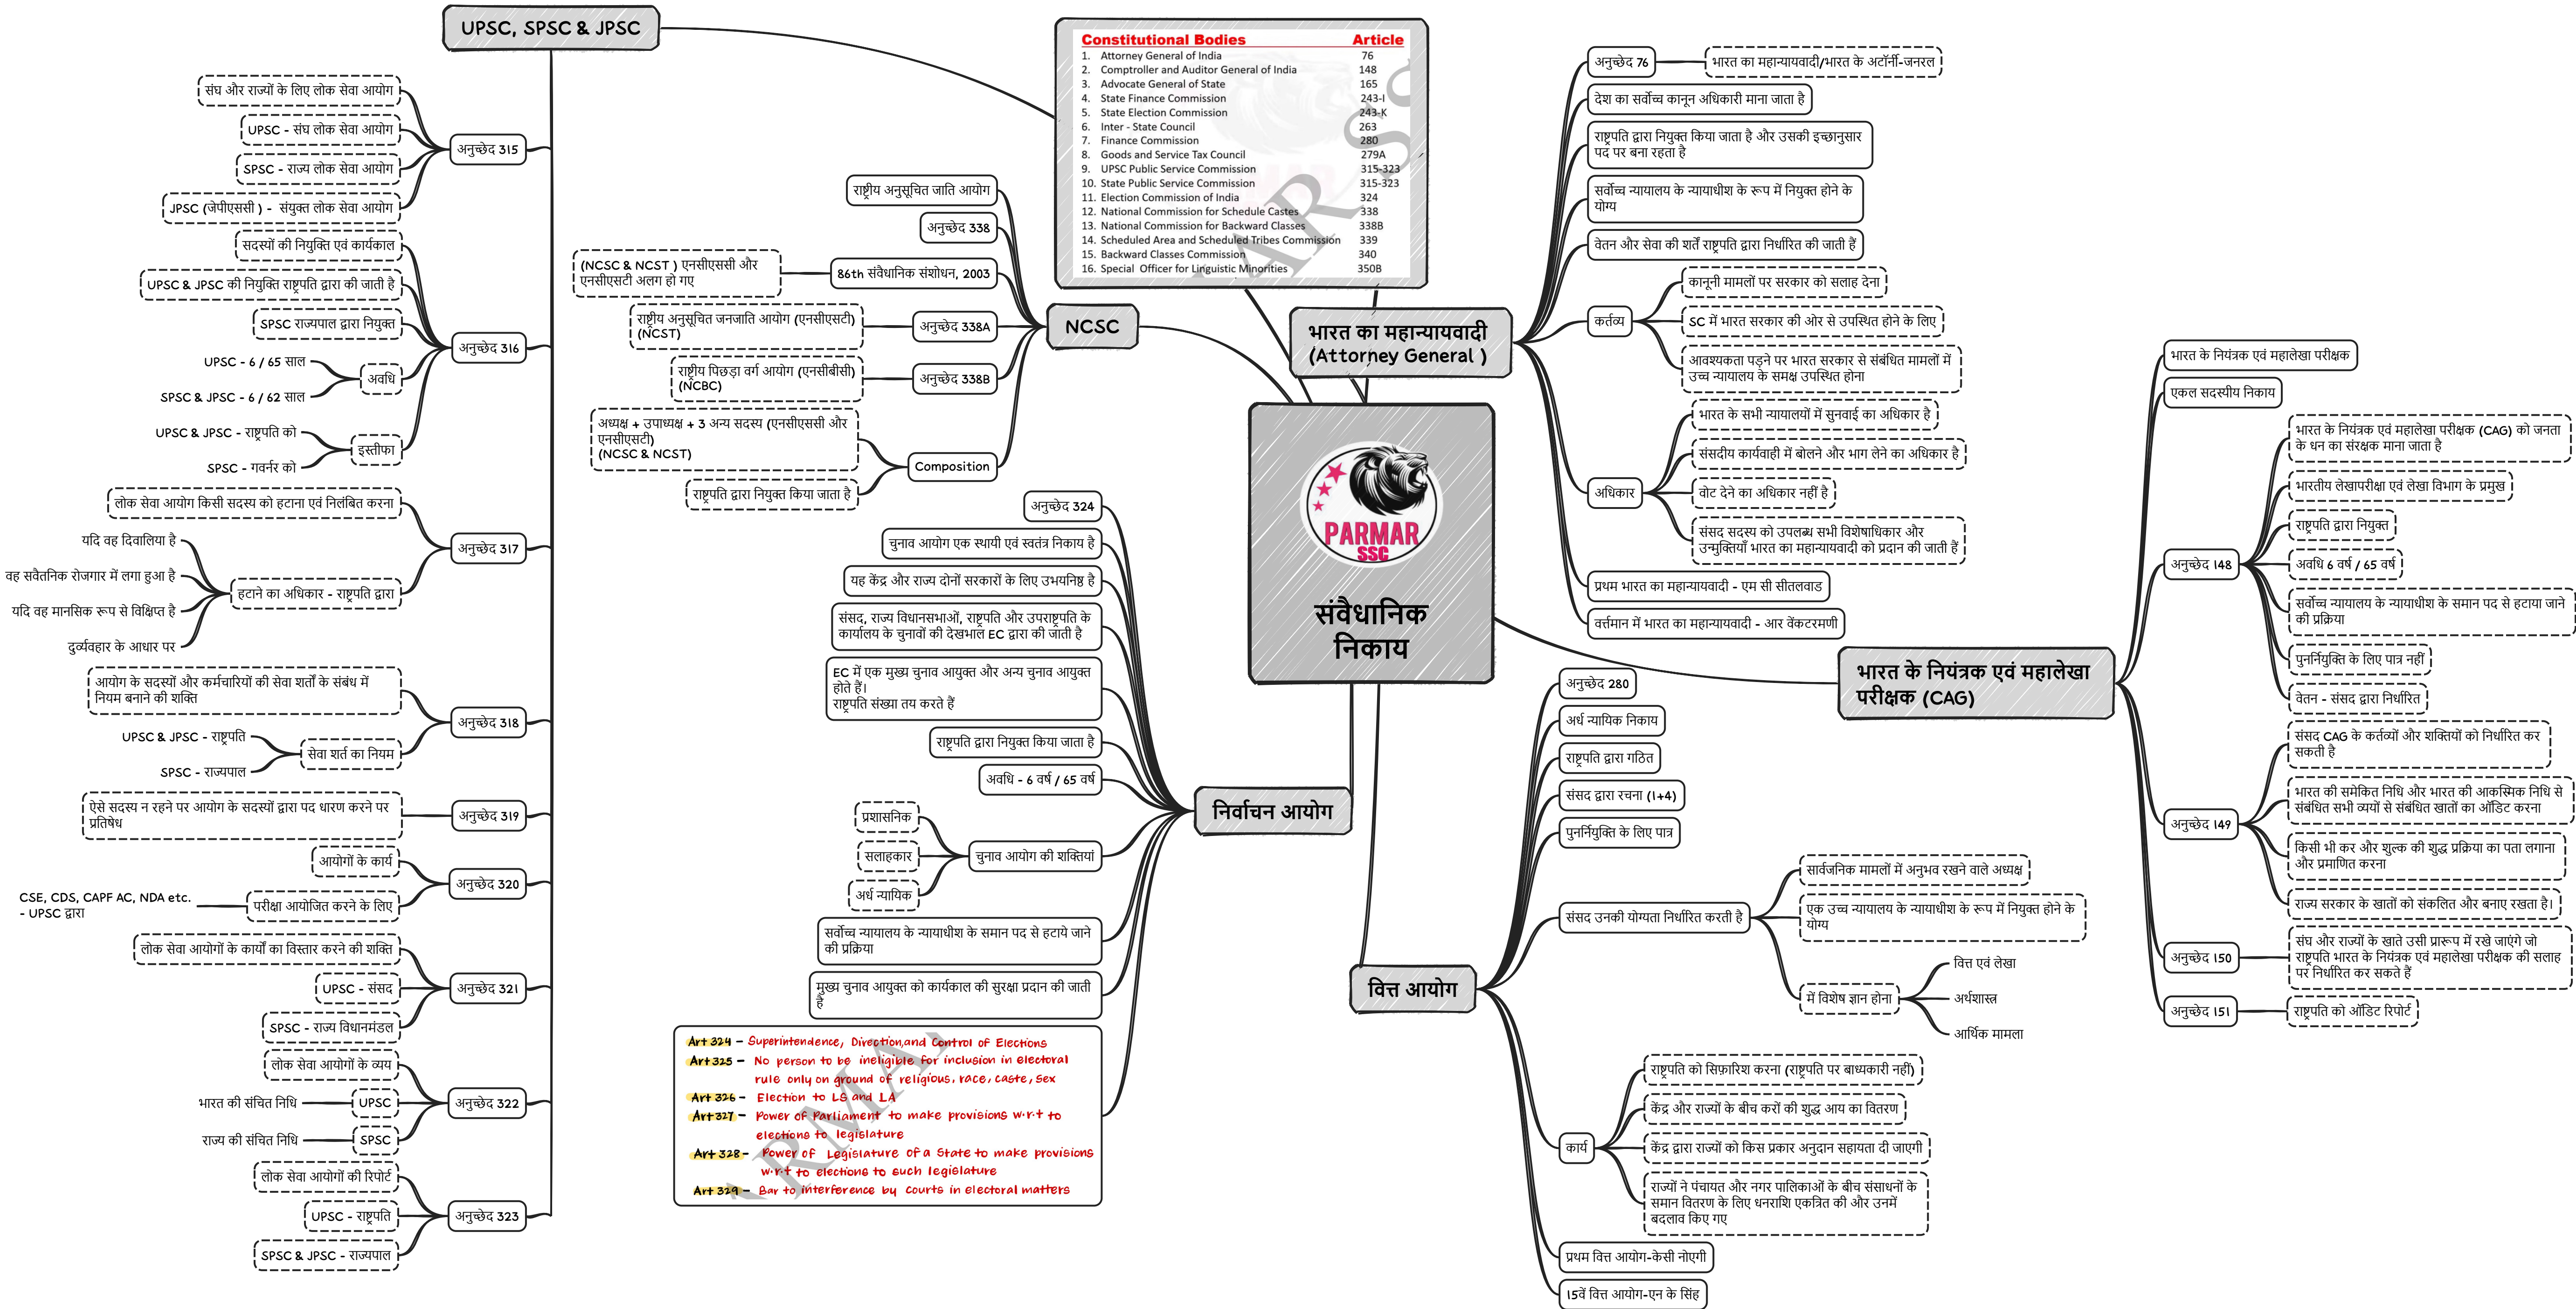 UPSC, SPSC & JPSC
अनुच्छेद 315
संघ और राज्यों के लिए लोक सेवा आयोग
UPSC - संघ लोक सेवा आयोग
SPSC - राज्य लोक सेवा आयोग
JPSC (जेपीएससी ) - संयुक्त लोक सेवा आयोग
अनुच्छेद 316
सदस्यों की नियुक्ति एवं कार्यकाल
UPSC & JPSC की नियुक्ति राष्ट्रपति द्वारा की जाती है
SPSC राज्यपाल द्वारा नियुक्त
अवधि
UPSC - 6 / 65 साल
SPSC & JPSC - 6 / 62 साल
इस्तीफा
UPSC & JPSC - राष्ट्रपति को
SPSC - गवर्नर को
अनुच्छेद 317
लोक सेवा आयोग किसी सदस्य को हटाना एवं निलंबित करना
हटाने का अधिकार - राष्ट्रपति द्वारा
यदि वह दिवालिया है
वह सवैतनिक रोजगार में लगा हुआ है
यदि वह मानसिक रूप से विक्षिप्त है
दुर्व्यवहार के आधार पर
अनुच्छेद 318
आयोग के सदस्यों और कर्मचारियों की सेवा शर्तों के संबंध में
नियम बनाने की शक्ति
सेवा शर्त का नियम
UPSC & JPSC - राष्ट्रपति
SPSC - राज्यपाल
अनुच्छेद 319
ऐसे सदस्य न रहने पर आयोग के सदस्यों द्वारा पद धारण करने पर
प्रतिषेध
अनुच्छेद 320
आयोगों के कार्य
परीक्षा आयोजित करने के लिए
CSE, CDS, CAPF AC, NDA etc.
- UPSC द्वारा
अनुच्छेद 321
लोक सेवा आयोगों के कार्यों का विस्तार करने की शक्ति
UPSC - संसद
SPSC - राज्य विधानमंडल
अनुच्छेद 322
लोक सेवा आयोगों के व्यय
UPSC
भारत की संचित निधि
SPSC
राज्य की संचित निधि
अनुच्छेद 323
लोक सेवा आयोगों की रिपोर्ट
UPSC - राष्ट्रपति
SPSC & JPSC - राज्यपाल
Constitutional Bodies Article
1. Attorney General of India 76
2. Comptroller and Auditor General of India 148
3. Advocate General of State 165
4. State Finance Commission 243-I
5. State Election Commission 243-K
6. Inter - State Council 263
7. Finance Commission 280
8. Goods and Service Tax Council 279A
9. UPSC Public Service Commission 315-323
10. State Public Service Commission 315-323
11. Election Commission of India 324
12. National Commission for Schedule Castes 338
13. National Commission for Backward Classes 338B
14. Scheduled Area and Scheduled Tribes Commission 339
15. Backward Classes Commission 340
16. Special Officer for Linguistic Minorities 350B
NCSC
राष्ट्रीय अनुसूचित जाति आयोग
अनुच्छेद 338
86th संवैधानिक संशोधन, 2003
(NCSC & NCST ) एनसीएससी और
एनसीएसटी अलग हो गए
अनुच्छेद 338A
राष्ट्रीय अनुसूचित जनजाति आयोग (एनसीएसटी)
(NCST)
अनुच्छेद 338B
राष्ट्रीय पिछड़ा वर्ग आयोग (एनसीबीसी)
(NCBC)
Composition
अध्यक्ष + उपाध्यक्ष + 3 अन्य सदस्य (एनसीएससी और
एनसीएसटी)
(NCSC & NCST)
राष्ट्रपति द्वारा नियुक्त किया जाता है
भारत का महान्यायवादी
(Attorney General )
अनुच्छेद 76
भारत का महान्यायवादी/भारत के अटॉर्नी-जनरल
देश का सर्वोच्च कानून अधिकारी माना जाता है
राष्ट्रपति द्वारा नियुक्त किया जाता है और उसकी इच्छानुसार
पद पर बना रहता है
सर्वोच्च न्यायालय के न्यायाधीश के रूप में नियुक्त होने के
योग्य
वेतन और सेवा की शर्तें राष्ट्रपति द्वारा निर्धारित की जाती हैं
कर्तव्य
कानूनी मामलों पर सरकार को सलाह देना
SC में भारत सरकार की ओर से उपस्थित होने के लिए
आवश्यकता पड़ने पर भारत सरकार से संबंधित मामलों में
उच्च न्यायालय के समक्ष उपस्थित होना
अधिकार
भारत के सभी न्यायालयों में सुनवाई का अधिकार है
संसदीय कार्यवाही में बोलने और भाग लेने का अधिकार है
वोट देने का अधिकार नहीं है
संसद सदस्य को उपलब्ध सभी विशेषाधिकार और
उन्मुक्तियाँ भारत का महान्यायवादी को प्रदान की जाती हैं
प्रथम भारत का महान्यायवादी - एम सी सीतलवाड
वर्त्तमान में भारत का महान्यायवादी - आर वेंकटरमणी
PARMAR
SSC
संवैधानिक
निकाय
निर्वाचन आयोग
अनुच्छेद 324
चुनाव आयोग एक स्थायी एवं स्वतंत्र निकाय है
यह केंद्र और राज्य दोनों सरकारों के लिए उभयनिष्ठ है
संसद, राज्य विधानसभाओं, राष्ट्रपति और उपराष्ट्रपति के
कार्यालय के चुनावों की देखभाल EC द्वारा की जाती है
EC में एक मुख्य चुनाव आयुक्त और अन्य चुनाव आयुक्त
होते हैं।
राष्ट्रपति संख्या तय करते हैं
राष्ट्रपति द्वारा नियुक्त किया जाता है
अवधि - 6 वर्ष / 65 वर्ष
चुनाव आयोग की शक्तियां
प्रशासनिक
सलाहकार
अर्ध न्यायिक
सर्वोच्च न्यायालय के न्यायाधीश के समान पद से हटाये जाने
की प्रक्रिया
मुख्य चुनाव आयुक्त को कार्यकाल की सुरक्षा प्रदान की जाती
है
Art 324 - Superintendence, Direction,and Control of Elections
Art 325 - No person to be ineligible for inclusion in electoral
rule only on ground of religious, race, caste, sex
Art 326 - Election to LS and LA
Art 327 - Power of Parliament to make provisions w.r.t to
elections to legislature
Art 328 - Power of Legislature of a State to make provisions
w.r.t to elections to such legislature
Art 329 - Bar to interference by courts in electoral matters
वित्त आयोग
अनुच्छेद 280
अर्ध न्यायिक निकाय
राष्ट्रपति द्वारा गठित
संसद द्वारा रचना (1+4)
पुनर्नियुक्ति के लिए पात्र
संसद उनकी योग्यता निर्धारित करती है
सार्वजनिक मामलों में अनुभव रखने वाले अध्यक्ष
एक उच्च न्यायालय के न्यायाधीश के रूप में नियुक्त होने के
योग्य
में विशेष ज्ञान होना
वित्त एवं लेखा
अर्थशास्त्र
आर्थिक मामला
कार्य
राष्ट्रपति को सिफ़ारिश करना (राष्ट्रपति पर बाध्यकारी नहीं)
केंद्र और राज्यों के बीच करों की शुद्ध आय का वितरण
केंद्र द्वारा राज्यों को किस प्रकार अनुदान सहायता दी जाएगी
राज्यों ने पंचायत और नगर पालिकाओं के बीच संसाधनों के
समान वितरण के लिए धनराशि एकत्रित की और उनमें
बदलाव किए गए
प्रथम वित्त आयोग-केसी नोएगी
15वें वित्त आयोग-एन के सिंह
भारत के नियंत्रक एवं महालेखा
परीक्षक (CAG)
भारत के नियंत्रक एवं महालेखा परीक्षक
एकल सदस्यीय निकाय
अनुच्छेद 148
भारत के नियंत्रक एवं महालेखा परीक्षक (CAG) को जनता
के धन का संरक्षक माना जाता है
भारतीय लेखापरीक्षा एवं लेखा विभाग के प्रमुख
राष्ट्रपति द्वारा नियुक्त
अवधि 6 वर्ष / 65 वर्ष
सर्वोच्च न्यायालय के न्यायाधीश के समान पद से हटाया जाने
की प्रक्रिया
पुनर्नियुक्ति के लिए पात्र नहीं
वेतन - संसद द्वारा निर्धारित
अनुच्छेद 149
संसद CAG के कर्तव्यों और शक्तियों को निर्धारित कर
सकती है
भारत की समेकित निधि और भारत की आकस्मिक निधि से
संबंधित सभी व्ययों से संबंधित खातों का ऑडिट करना
किसी भी कर और शुल्क की शुद्ध प्रक्रिया का पता लगाना
और प्रमाणित करना
राज्य सरकार के खातों को संकलित और बनाए रखता है।
अनुच्छेद 150
संघ और राज्यों के खाते उसी प्रारूप में रखे जाएंगे जो
राष्ट्रपति भारत के नियंत्रक एवं महालेखा परीक्षक की सलाह
पर निर्धारित कर सकते हैं
अनुच्छेद 151
राष्ट्रपति को ऑडिट रिपोर्ट